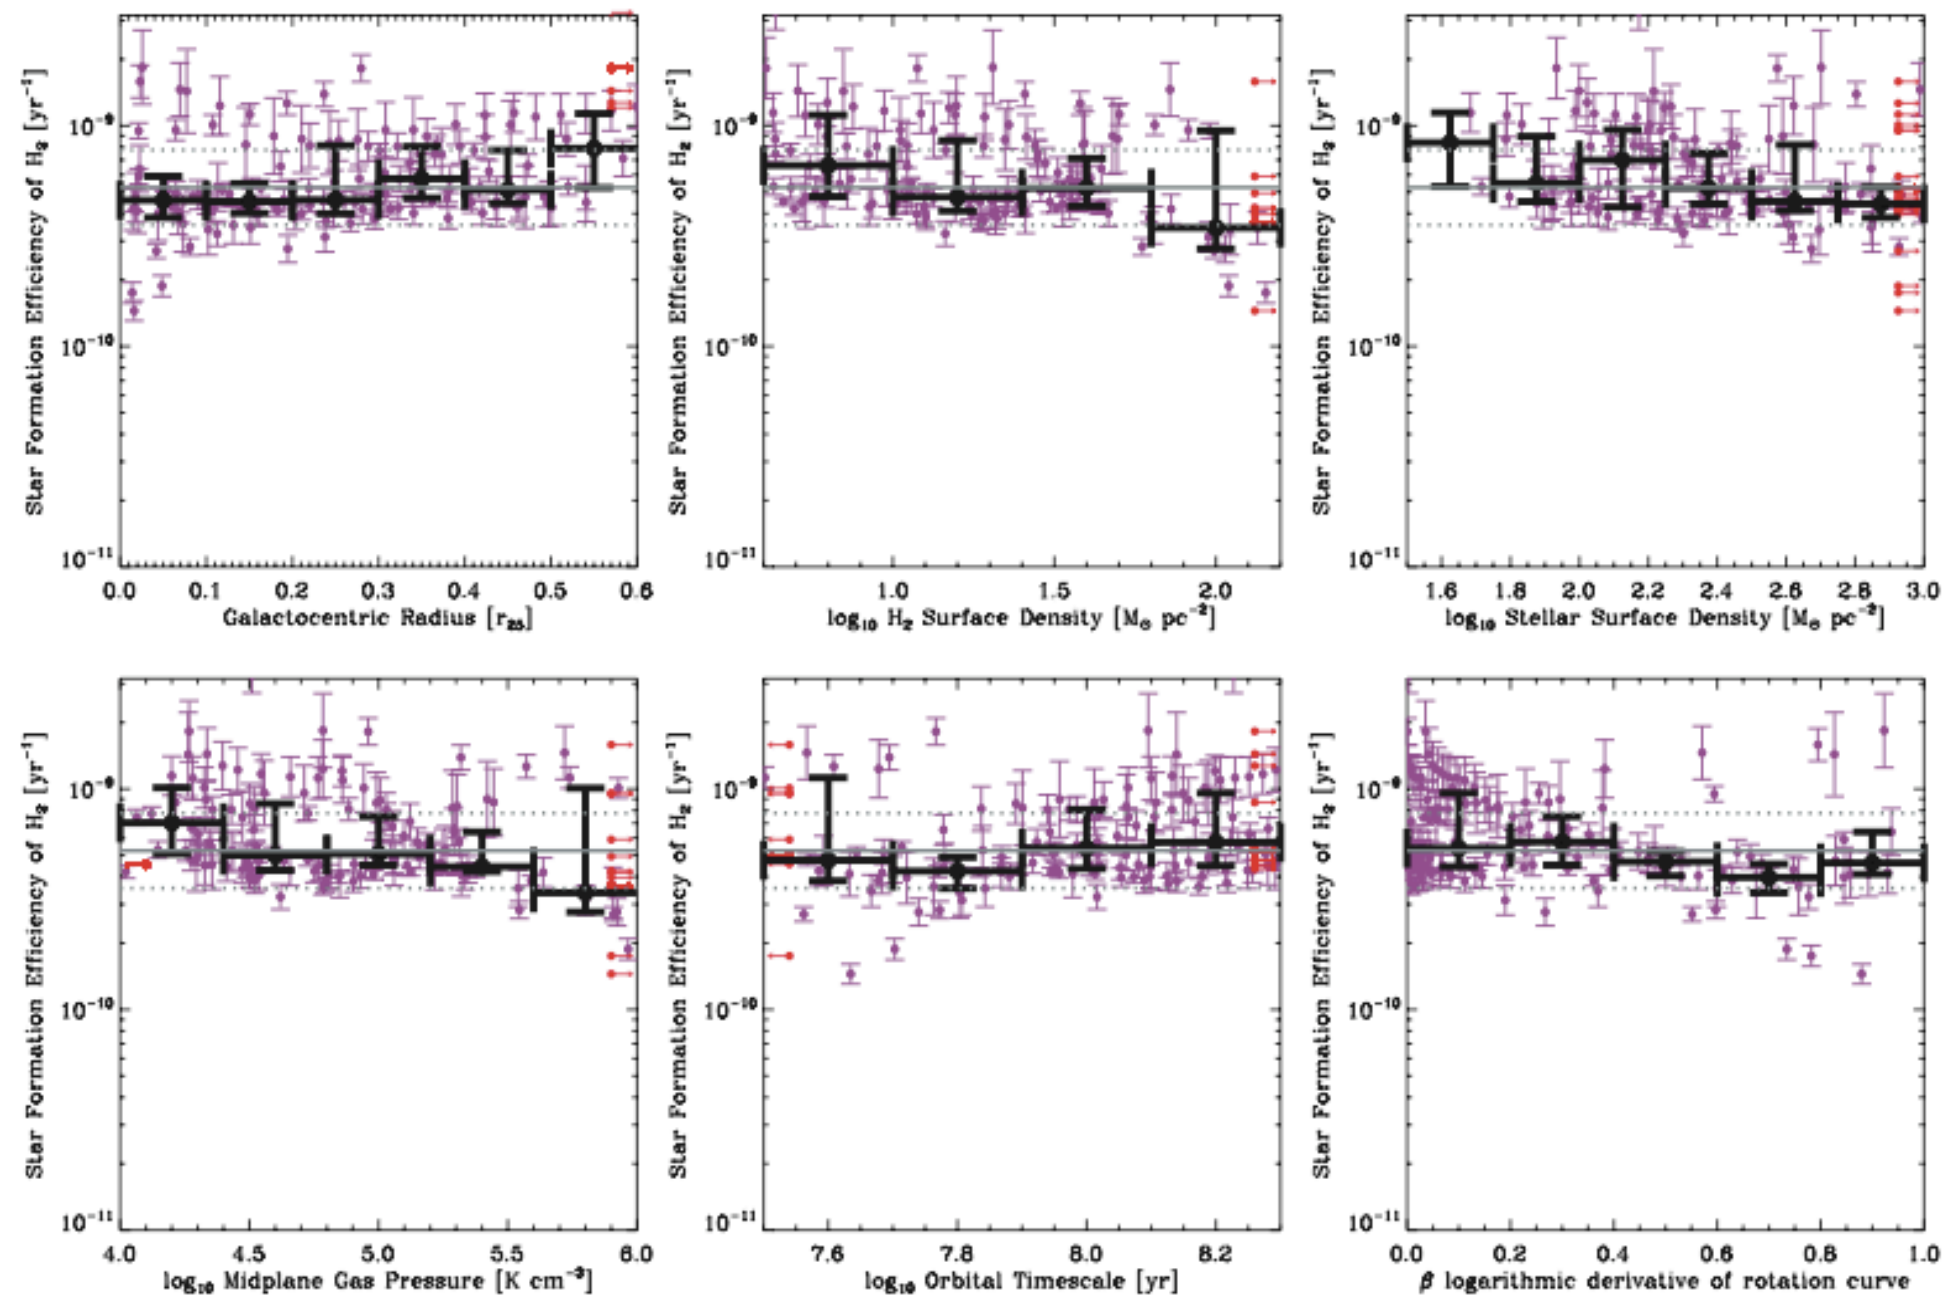 Star Formation Efficiency of H₂ [yr⁻¹]
10⁻⁹
10⁻¹⁰
10⁻¹¹
0.0 0.1 0.2 0.3 0.4 0.5 0.6
Galactocentric Radius [r₂₅]
Star Formation Efficiency of H₂ [yr⁻¹]
10⁻⁹
10⁻¹⁰
10⁻¹¹
1.0 1.5 2.0
log₁₀ H₂ Surface Density [M⊙ pc⁻²]
Star Formation Efficiency of H₂ [yr⁻¹]
10⁻⁹
10⁻¹⁰
10⁻¹¹
1.6 1.8 2.0 2.2 2.4 2.6 2.8 3.0
log₁₀ Stellar Surface Density [M⊙ pc⁻²]
Star Formation Efficiency of H₂ [yr⁻¹]
10⁻⁹
10⁻¹⁰
10⁻¹¹
4.0 4.5 5.0 5.5 6.0
log₁₀ Midplane Gas Pressure [K cm⁻³]
Star Formation Efficiency of H₂ [yr⁻¹]
10⁻⁹
10⁻¹⁰
10⁻¹¹
7.6 7.8 8.0 8.2
log₁₀ Orbital Timescale [yr]
Star Formation Efficiency of H₂ [yr⁻¹]
10⁻⁹
10⁻¹⁰
10⁻¹¹
0.0 0.2 0.4 0.6 0.8 1.0
β logarithmic derivative of rotation curve